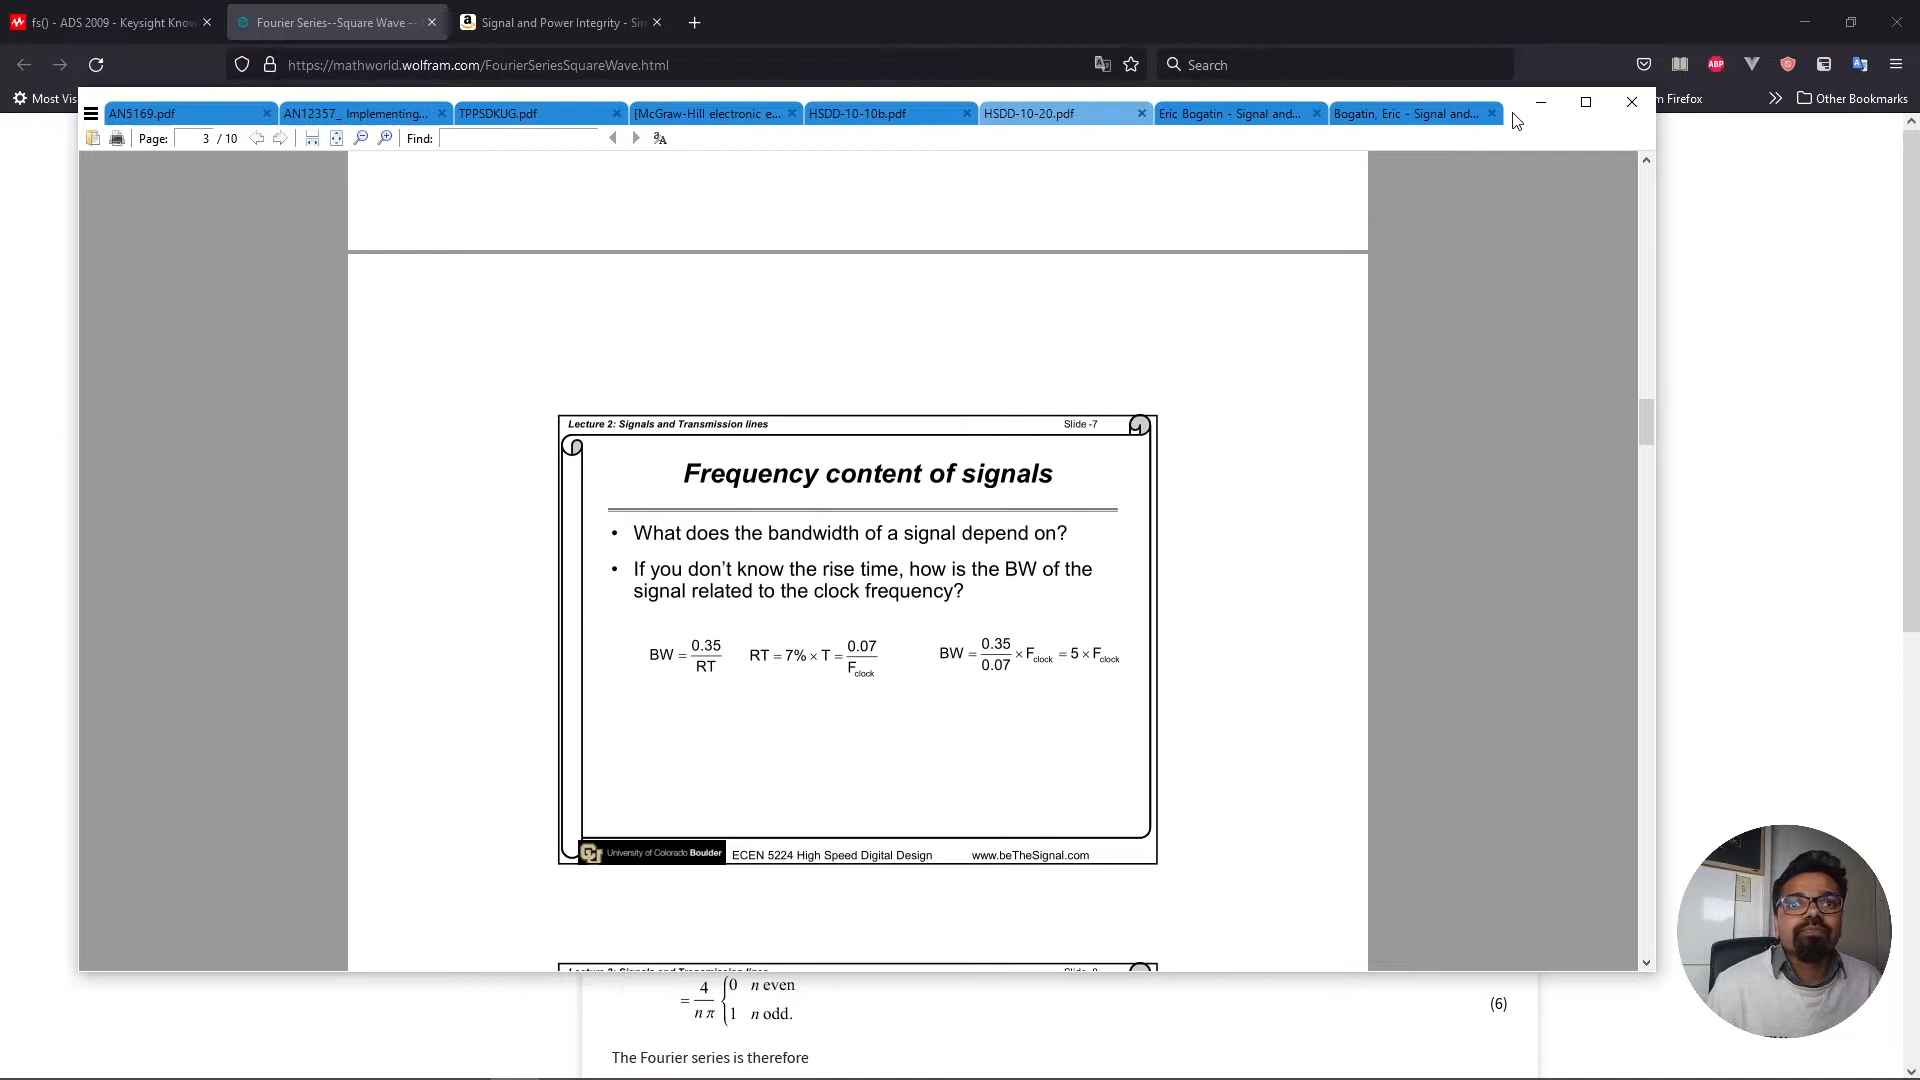 fs() - ADS 2009 - Keysight Know
Fourier Series--Square Wave --
Signal and Power Integrity - Sim
https://mathworld.wolfram.com/FourierSeriesSquareWave.html
Search
ABP
Most Vis
m Firefox
Other Bookmarks
AN5169.pdf
AN12357_ Implementing...
TPPSDKUG.pdf
[McGraw-Hill electronic e...
HSDD-10-10b.pdf
HSDD-10-20.pdf
Eric Bogatin - Signal and...
Bogatin, Eric - Signal and...
Page: 3 / 10
Find:
Lecture 2: Signals and Transmission lines
Slide -7
Frequency content of signals
• What does the bandwidth of a signal depend on?
• If you don't know the rise time, how is the BW of the
signal related to the clock frequency?
BW = 0.35 / RT
RT = 7% × T = 0.07 / Fclock
BW = 0.35 / 0.07 × Fclock = 5 × Fclock
University of Colorado Boulder
ECEN 5224 High Speed Digital Design
www.beTheSignal.com
= 4 / n π { 0 n even
1 n odd.
(6)
The Fourier series is therefore